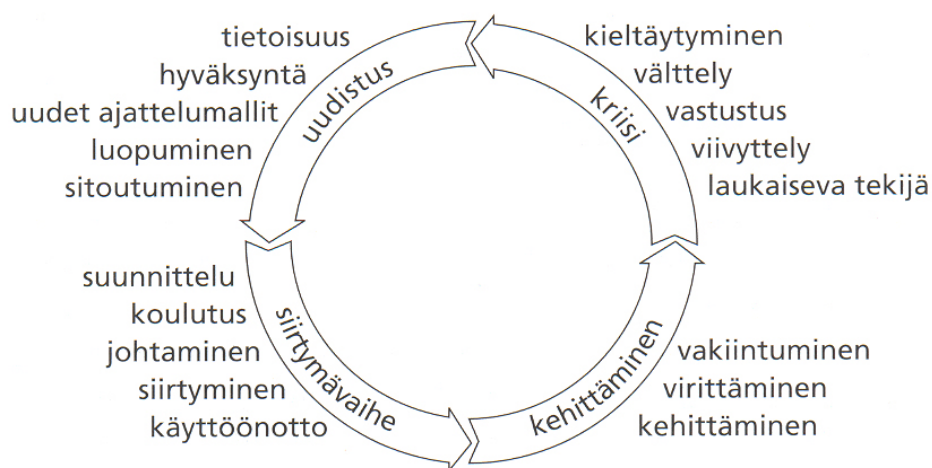 tietoisuus
hyväksyntä
uudet ajattelumallit
luopuminen
sitoutuminen
uudistus
kieltäytyminen
välttely
vastustus
viivyttely
laukaiseva tekijä
kriisi
suunnittelu
koulutus
johtaminen
siirtyminen
käyttöönotto
siirtymävaihe
vakiintuminen
virittäminen
kehittäminen
kehittäminen